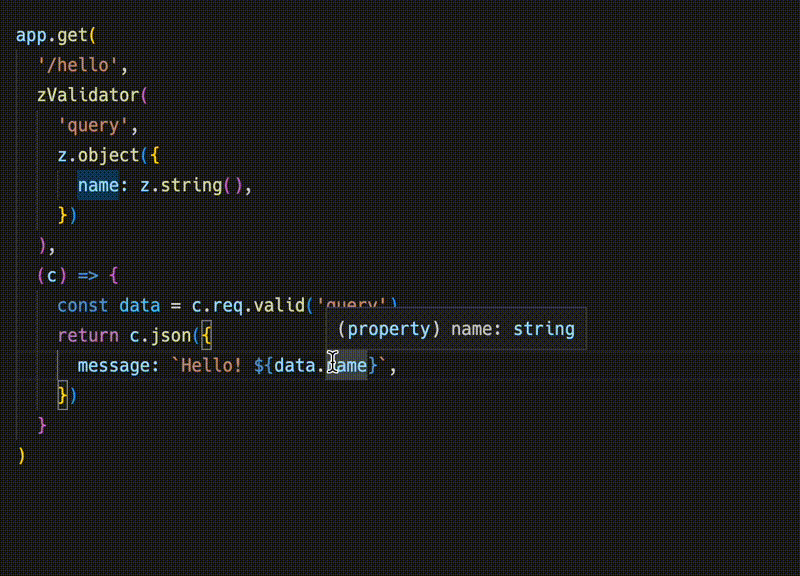 app.get(
'/hello',
zValidator(
'query',
z.object({
name: z.string(),
})
),
(c) => {
const data = c.req.valid('query')
return c.json({
(property) name: string
message: `Hello! ${data.name}`,
})
}
)